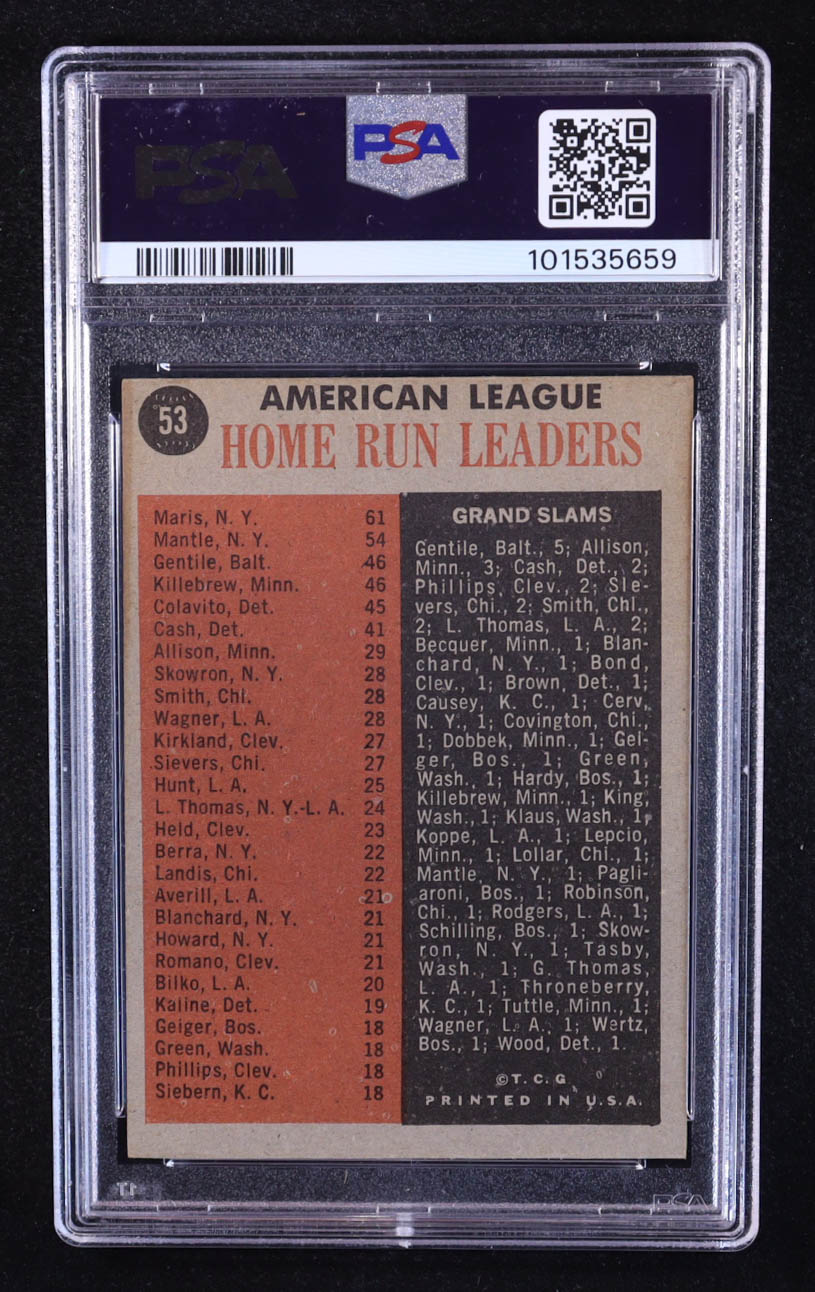 PSA
PSA
101535659
53
AMERICAN LEAGUE
HOME RUN LEADERS
Maris, N. Y. 61
Mantle, N. Y. 54
Gentile, Balt. 46
Killebrew, Minn. 46
Colavito, Det. 45
Cash, Det. 41
Allison, Minn. 29
Skowron, N. Y. 28
Smith, Chi. 28
Wagner, L. A. 28
Kirkland, Clev. 27
Sievers, Chi. 27
Hunt, L. A. 25
L. Thomas, N. Y.-L. A. 24
Held, Clev. 23
Berra, N. Y. 22
Landis, Chi. 22
Averill, L. A. 21
Blanchard, N. Y. 21
Howard, N. Y. 21
Romano, Clev. 21
Bilko, L. A. 20
Kaline, Det. 19
Geiger, Bos. 18
Green, Wash. 18
Phillips, Clev. 18
Siebern, K. C. 18
GRAND SLAMS
Gentile, Balt., 5; Allison,
Minn., 3; Cash, Det., 2;
Phillips, Clev., 2; Sie-
vers, Chi., 2; Smith, Chi.,
2; L. Thomas, L. A., 2;
Becquer, Minn., 1; Blan-
chard, N. Y., 1; Bond,
Clev., 1; Brown, Det., 1;
Causey, K. C., 1; Cerv,
N. Y., 1; Covington, Chi.,
1; Dobbek, Minn., 1; Gei-
ger, Bos., 1; Green,
Wash., 1; Hardy, Bos., 1;
Killebrew, Minn., 1; King,
Wash., 1; Klaus, Wash., 1;
Koppe, L. A., 1; Lepcio,
Minn., 1; Lollar, Chi., 1;
Mantle, N. Y., 1; Pagli-
aroni, Bos., 1; Robinson,
Chi., 1; Rodgers, L. A., 1;
Schilling, Bos., 1; Skow-
ron, N. Y., 1; Tasby,
Wash., 1; G. Thomas,
L. A., 1; Throneberry,
K. C., 1; Tuttle, Minn., 1;
Wagner, L. A., 1; Wertz,
Bos., 1; Wood, Det., 1.
©T. C. G
PRINTED IN U.S.A.
PSA